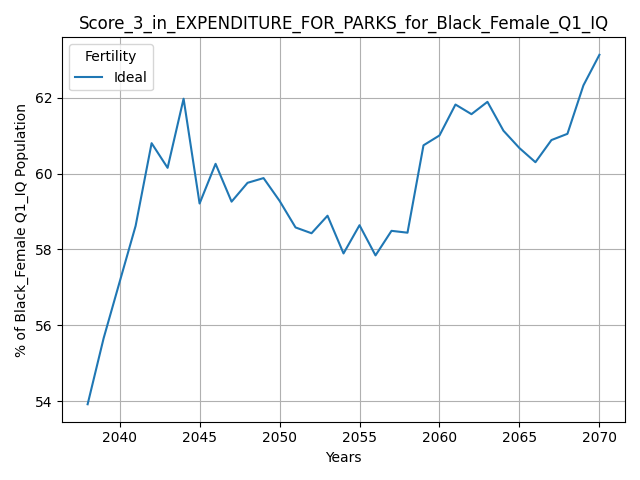 Score_3_in_EXPENDITURE_FOR_PARKS_for_Black_Female_Q1_IQ
Fertility
Ideal
% of Black_Female Q1_IQ Population
62
60
58
56
54
2040 2045 2050 2055 2060 2065 2070
Years